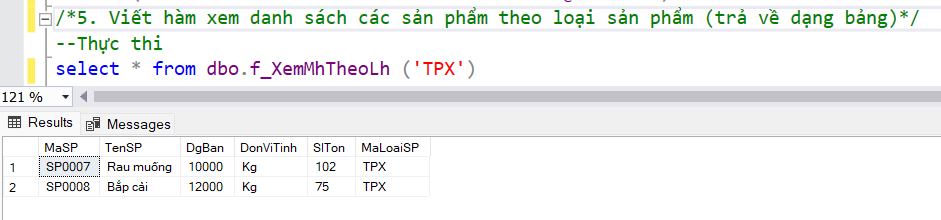 /*5. Viết hàm xem danh sách các sản phẩm theo loại sản phẩm (trả về dạng bảng)*/
--Thực thi
select * from dbo.f_XemMhTheoLh ('TPX')
121 %
Results Messages
MaSP TenSP DgBan DonViTinh SlTon MaLoaiSP
1 SP0007 Rau muống 10000 Kg 102 TPX
2 SP0008 Bắp cải 12000 Kg 75 TPX